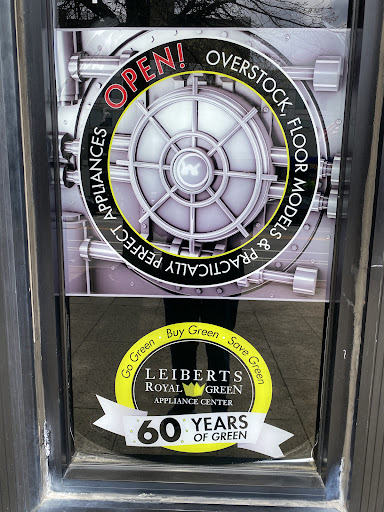 OPEN! OVERSTOCK, FLOOR MODELS & PRACTICALLY PERFECT APPLIANCES
Go Green Buy Green Save Green
LEIBERTS
ROYAL GREEN
APPLIANCE CENTER
60 YEARS
OF GREEN